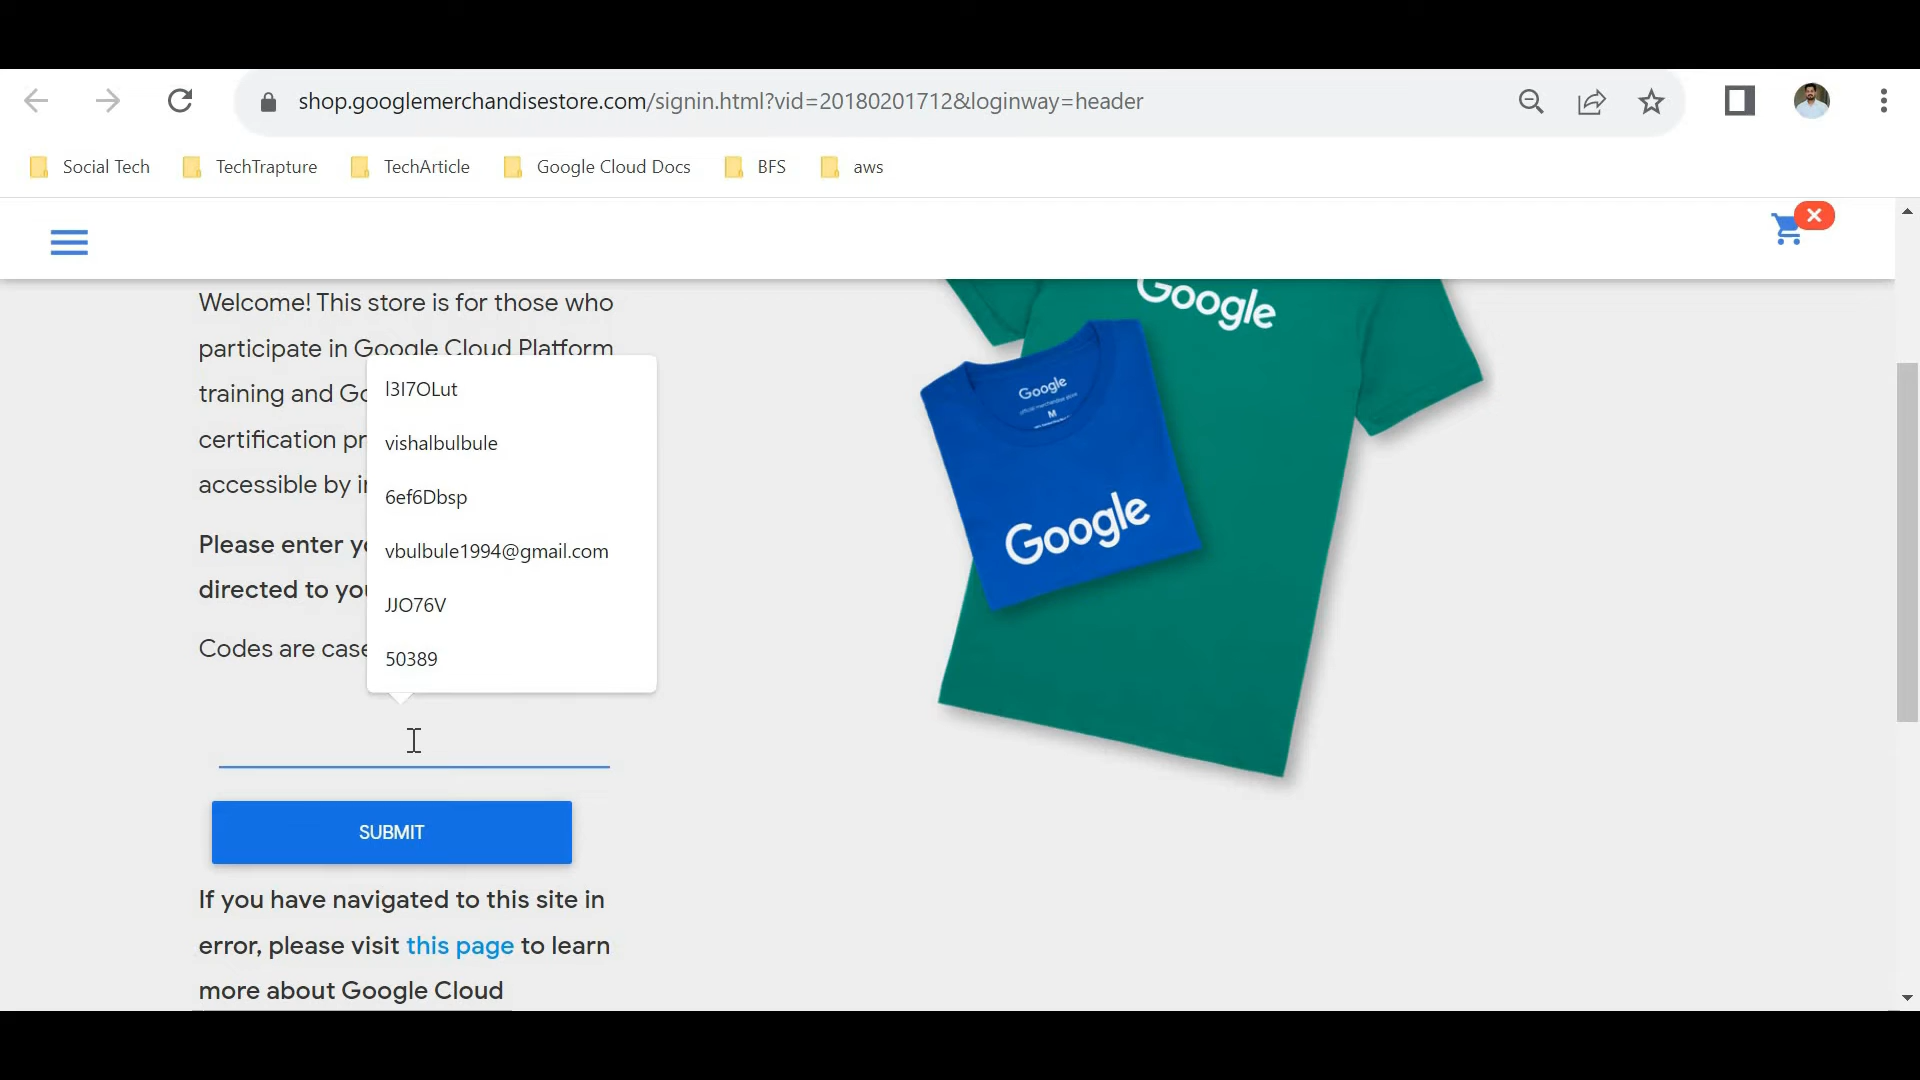 shop.googlemerchandisestore.com/signin.html?vid=20180201712&loginway=header
Social Tech TechTrapture TechArticle Google Cloud Docs BFS aws
Welcome! This store is for those who
participate in Google Cloud Platform
training and Go
certification pr
accessible by i
Please enter yo
directed to you
Codes are case
l3I7OLut
vishalbulbule
6ef6Dbsp
vbulbule1994@gmail.com
JJO76V
50389
SUBMIT
If you have navigated to this site in
error, please visit this page to learn
more about Google Cloud
Google
Google
M
Google